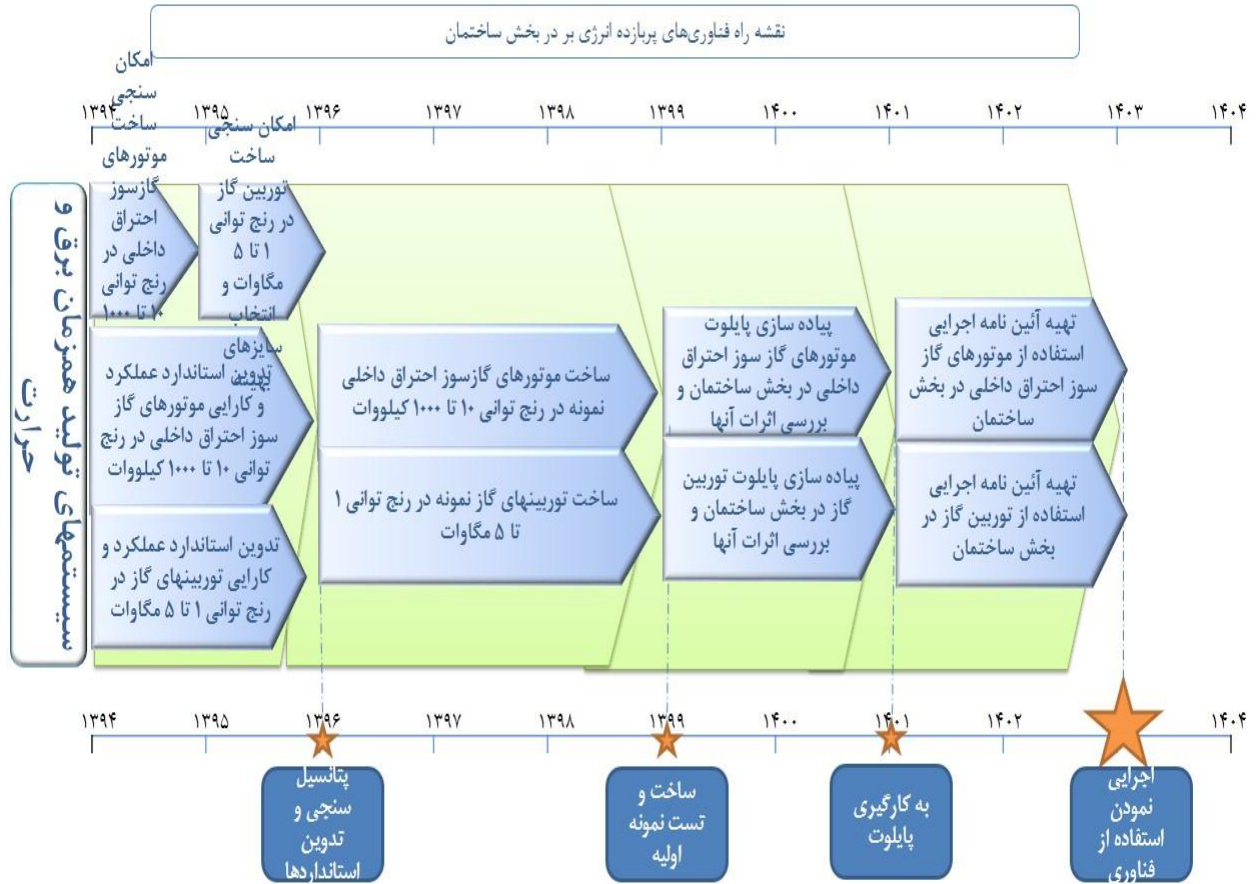 نقشه راه فناوری‌های پربازده انرژی بر در بخش ساختمان
۱۳۹۴ ۱۳۹۵ ۱۳۹۶ ۱۳۹۷ ۱۳۹۸ ۱۳۹۹ ۱۴۰۰ ۱۴۰۱ ۱۴۰۲ ۱۴۰۳ ۱۴۰۴
سیستمهای تولید همزمان برق و
حرارت
امکان
سنجی
ساخت
موتورهای
گازسوز
احتراق
داخلی در
رنج توانی
۱۰ تا ۱۰۰۰
امکان سنجی
ساخت
توربین گاز
در رنج توانی
۱ تا ۵
مگاوات و
انتخاب
سایزهای
بهینه
تدوین استاندارد عملکرد
و کارایی موتورهای گاز
سوز احتراق داخلی در رنج
توانی ۱۰ تا ۱۰۰۰ کیلووات
تدوین استاندارد عملکرد و
کارایی توربینهای گاز در
رنج توانی ۱ تا ۵ مگاوات
ساخت موتورهای گازسوز احتراق داخلی
نمونه در رنج توانی ۱۰ تا ۱۰۰۰ کیلووات
ساخت توربینهای گاز نمونه در رنج توانی ۱
تا ۵ مگاوات
پیاده سازی پایلوت
موتورهای گاز سوز احتراق
داخلی در بخش ساختمان و
بررسی اثرات آنها
پیاده سازی پایلوت توربین
گاز در بخش ساختمان و
بررسی اثرات آنها
تهیه آئین نامه اجرایی
استفاده از موتورهای گاز
سوز احتراق داخلی در بخش
ساختمان
تهیه آئین نامه اجرایی
استفاده از توربین گاز در
بخش ساختمان
۱۳۹۴ ۱۳۹۵ ۱۳۹۶ ۱۳۹۷ ۱۳۹۸ ۱۳۹۹ ۱۴۰۰ ۱۴۰۱ ۱۴۰۲ ۱۴۰۳ ۱۴۰۴
پتانسیل
سنجی و
تدوین
استانداردها
ساخت و
تست نمونه
اولیه
به کارگیری
پایلوت
اجرایی
نمودن
استفاده از
فناوری